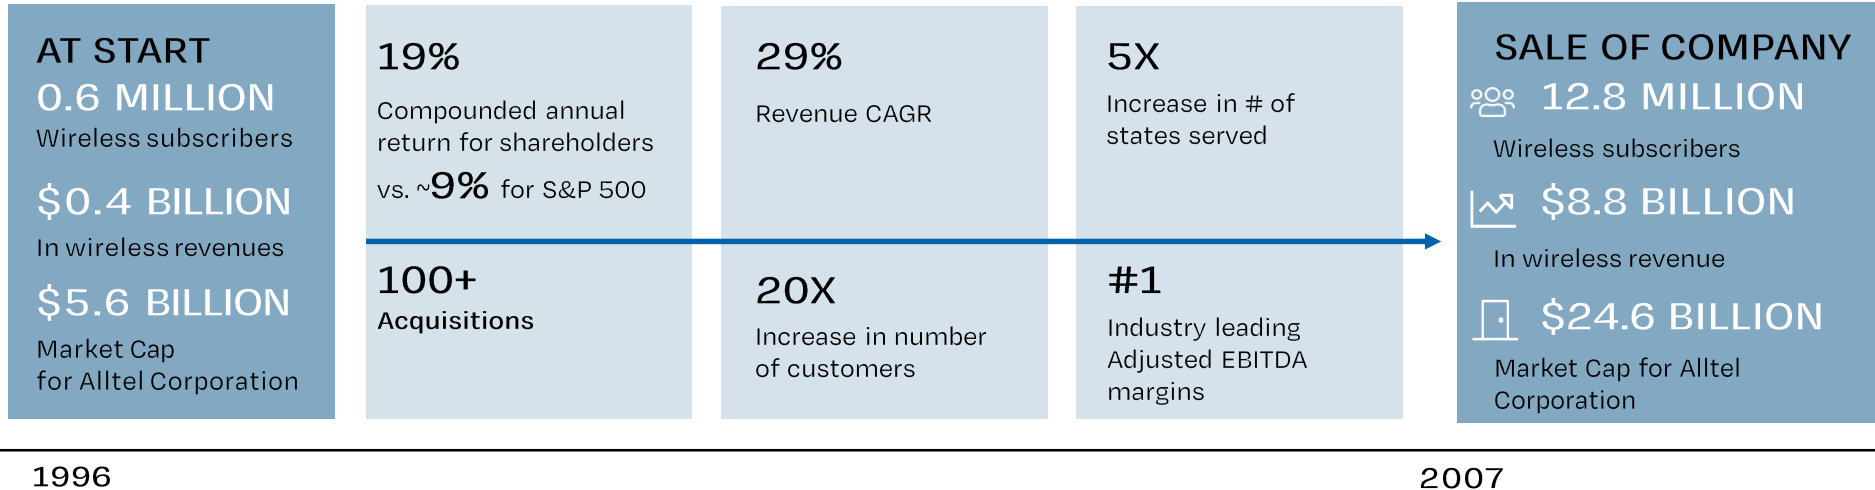 AT START
0.6 MILLION
Wireless subscribers
$0.4 BILLION
In wireless revenues
$5.6 BILLION
Market Cap
for Alltel Corporation
19%
Compounded annual
return for shareholders
vs. ~9% for S&P 500
100+
Acquisitions
29%
Revenue CAGR
20X
Increase in number
of customers
5X
Increase in # of
states served
#1
Industry leading
Adjusted EBITDA
margins
SALE OF COMPANY
12.8 MILLION
Wireless subscribers
$8.8 BILLION
In wireless revenue
$24.6 BILLION
Market Cap for Alltel
Corporation
1996
2007